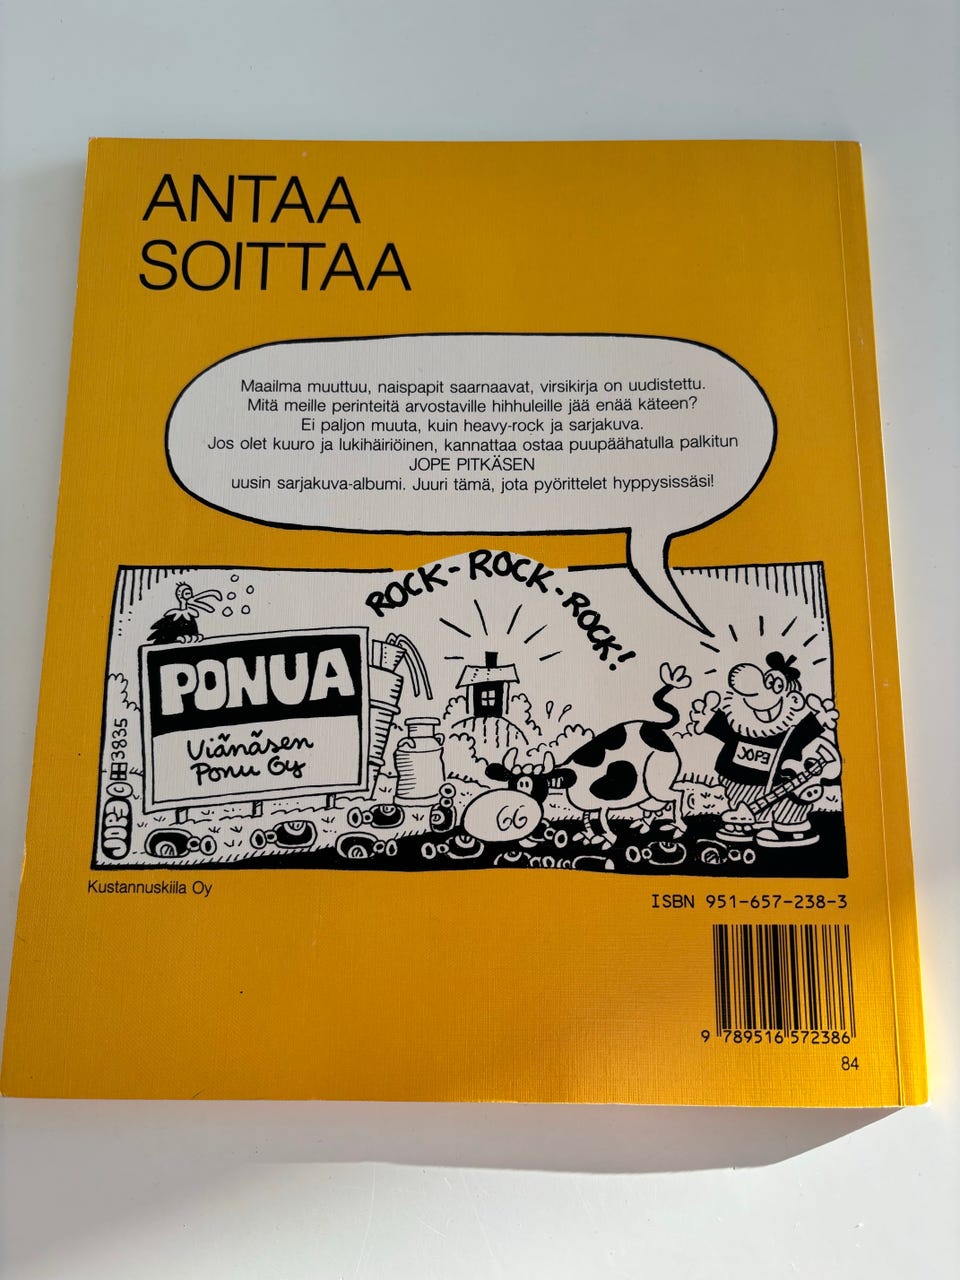 ANTAA
SOITTAA
Maailma muuttuu, naispapit saarnaavat, virsikirja on uudistettu.
Mitä meille perinteitä arvostaville hihhuleille jää enää käteen?
Ei paljon muuta, kuin heavy-rock ja sarjakuva.
Jos olet kuuro ja lukihäiriöinen, kannattaa ostaa puupäähatulla palkitun
JOPE PITKÄSEN
uusin sarjakuva-albumi. Juuri tämä, jota pyörittelet hyppysissäsi!
ROCK-ROCK-ROCK!
PONUA
Viänäsen
Ponu Oy
JOPE
66
JOPE © 3835
Kustannuskiila Oy
ISBN 951-657-238-3
9 789516 572386
84